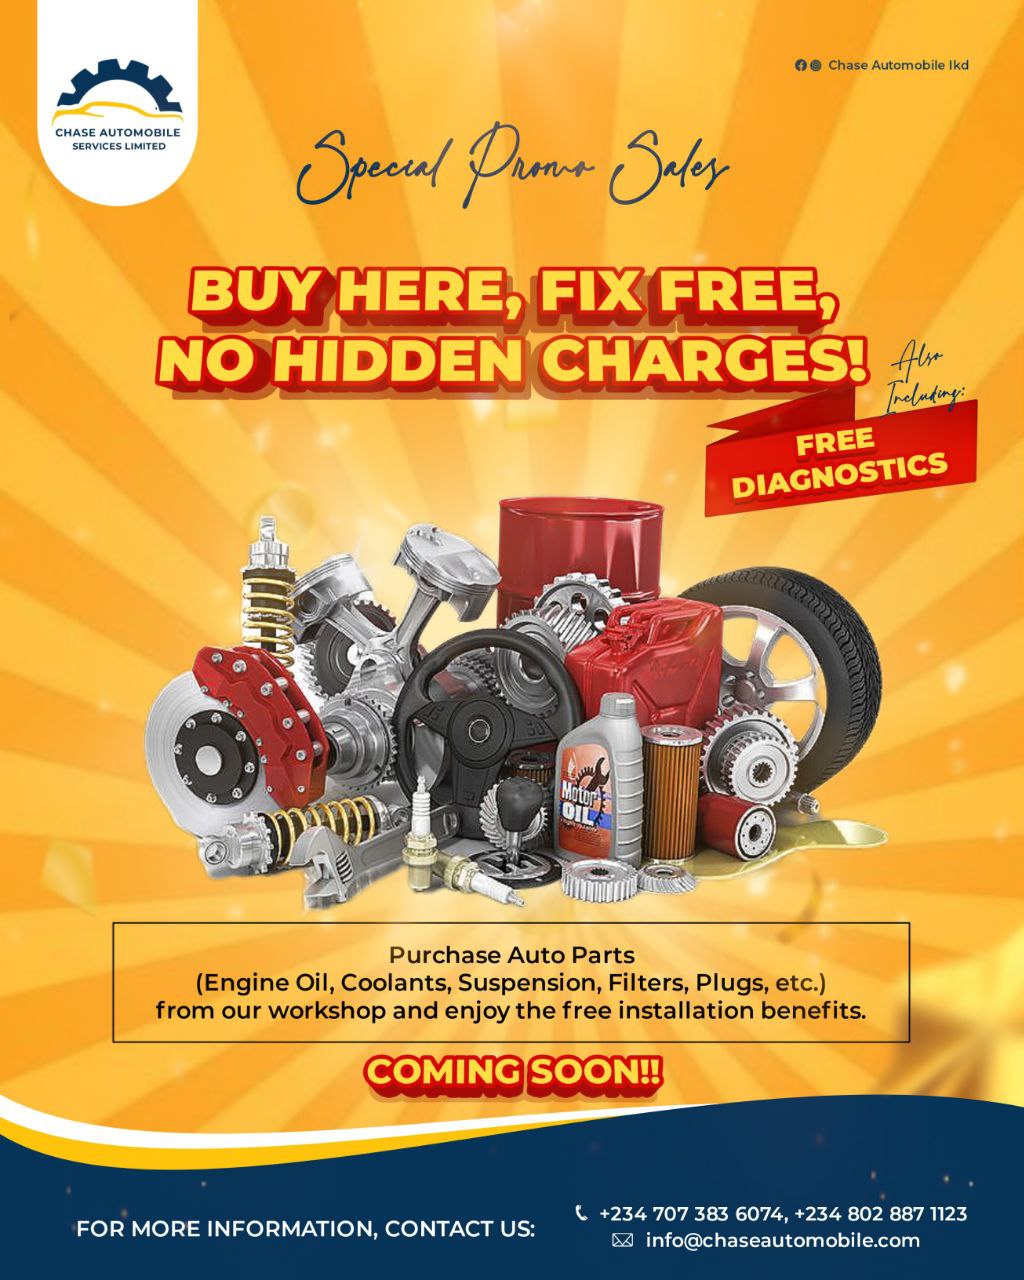 CHASE AUTOMOBILE
SERVICES LIMITED
Chase Automobile Ikd
Special Promo Sales
BUY HERE, FIX FREE,
NO HIDDEN CHARGES!
Also
Including:
FREE
DIAGNOSTICS
Motor
OIL
Purchase Auto Parts
(Engine Oil, Coolants, Suspension, Filters, Plugs, etc.)
from our workshop and enjoy the free installation benefits.
COMING SOON!!
FOR MORE INFORMATION, CONTACT US:
+234 707 383 6074, +234 802 887 1123
info@chaseautomobile.com